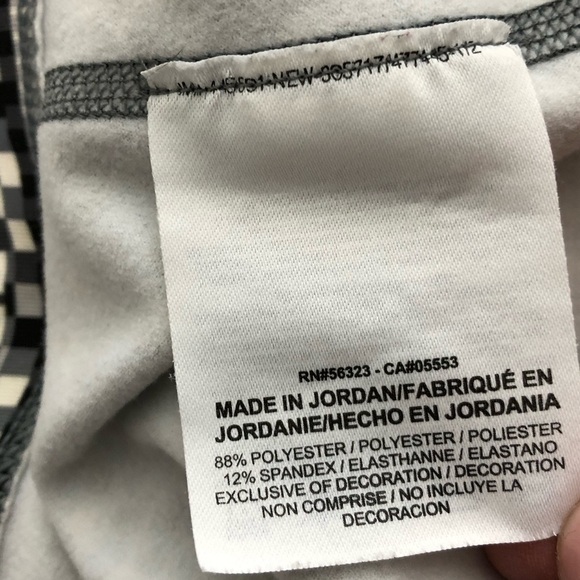 RN#56323 - CA#05553
MADE IN JORDAN/FABRIQUÉ EN
JORDANIE/HECHO EN JORDANIA
88% POLYESTER / POLYESTER / POLIESTER
12% SPANDEX / ELASTHANNE / ELASTANO
EXCLUSIVE OF DECORATION / DECORATION
NON COMPRISE / NO INCLUYE LA
DECORACION